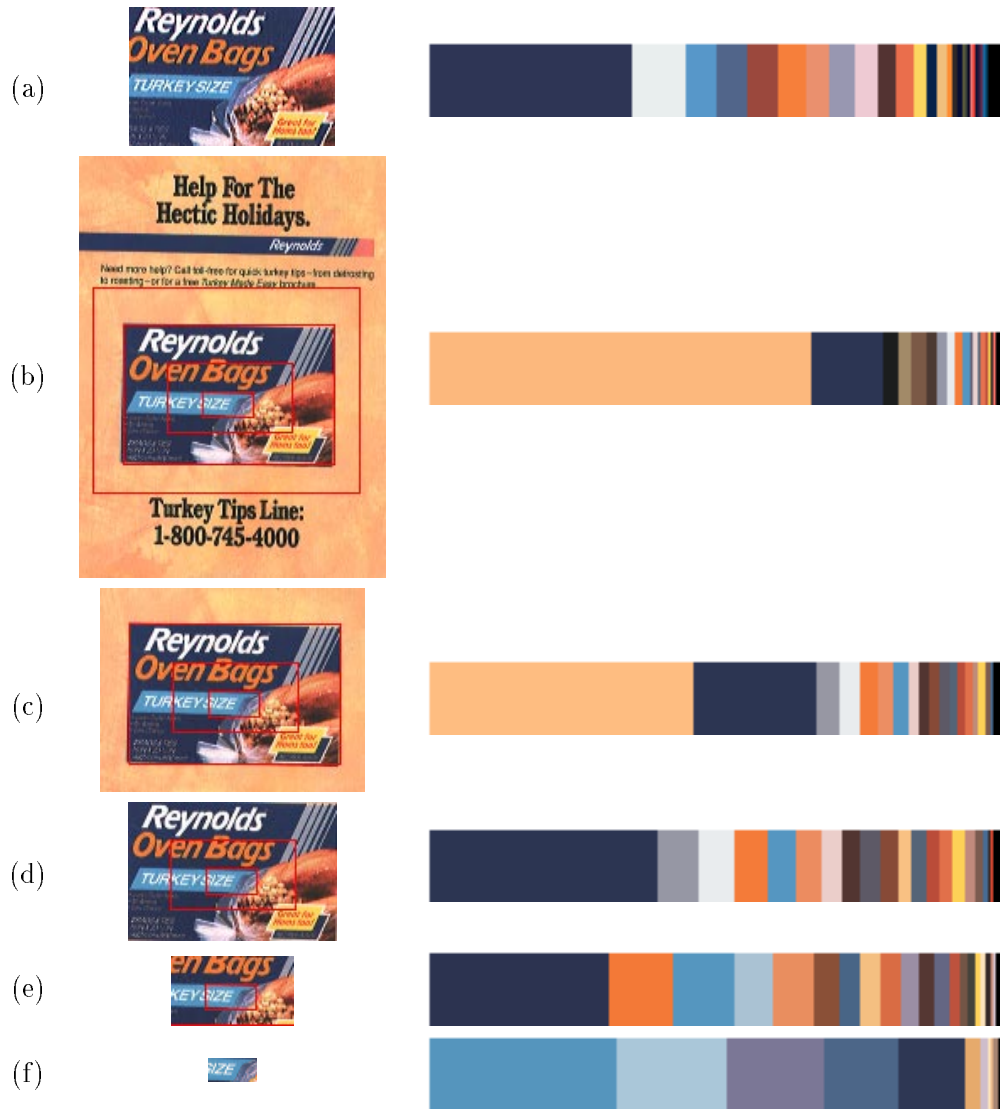 (a)
Reynolds
Oven Bags
TURKEY SIZE
Great for
Hams too!
(b)
Help For The
Hectic Holidays.
Reynolds
Need more help? Call toll-free for quick turkey tips—from defrosting
to roasting—or for a free Turkey Made Easy brochure.
Reynolds
Oven Bags
TURKEY SIZE
Great for
Hams too!
Turkey Tips Line:
1-800-745-4000
(c)
Reynolds
Oven Bags
TURKEY SIZE
Great for
Hams too!
(d)
Reynolds
Oven Bags
TURKEY SIZE
Great for
Hams too!
(e)
en Bags
KEY SIZE
(f)
SIZE